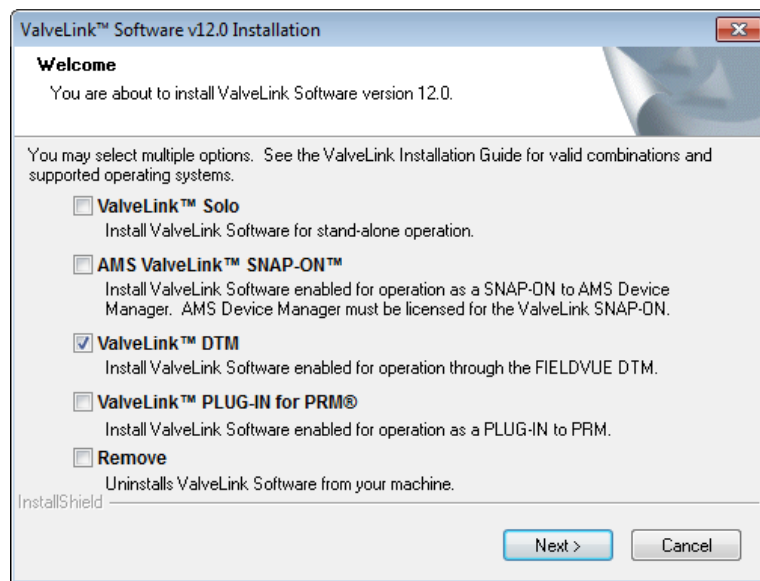 ValveLink™ Software v12.0 Installation
Welcome
You are about to install ValveLink Software version 12.0.
You may select multiple options.  See the ValveLink Installation Guide for valid combinations and
supported operating systems.
ValveLink™ Solo
Install ValveLink Software for stand-alone operation.
AMS ValveLink™ SNAP-ON™
Install ValveLink Software enabled for operation as a SNAP-ON to AMS Device
Manager.  AMS Device Manager must be licensed for the ValveLink SNAP-ON.
ValveLink™ DTM
Install ValveLink Software enabled for operation through the FIELDVUE DTM.
ValveLink™ PLUG-IN for PRM®
Install ValveLink Software enabled for operation as a PLUG-IN to PRM.
Remove
Uninstalls ValveLink Software from your machine.
InstallShield
Next >
Cancel